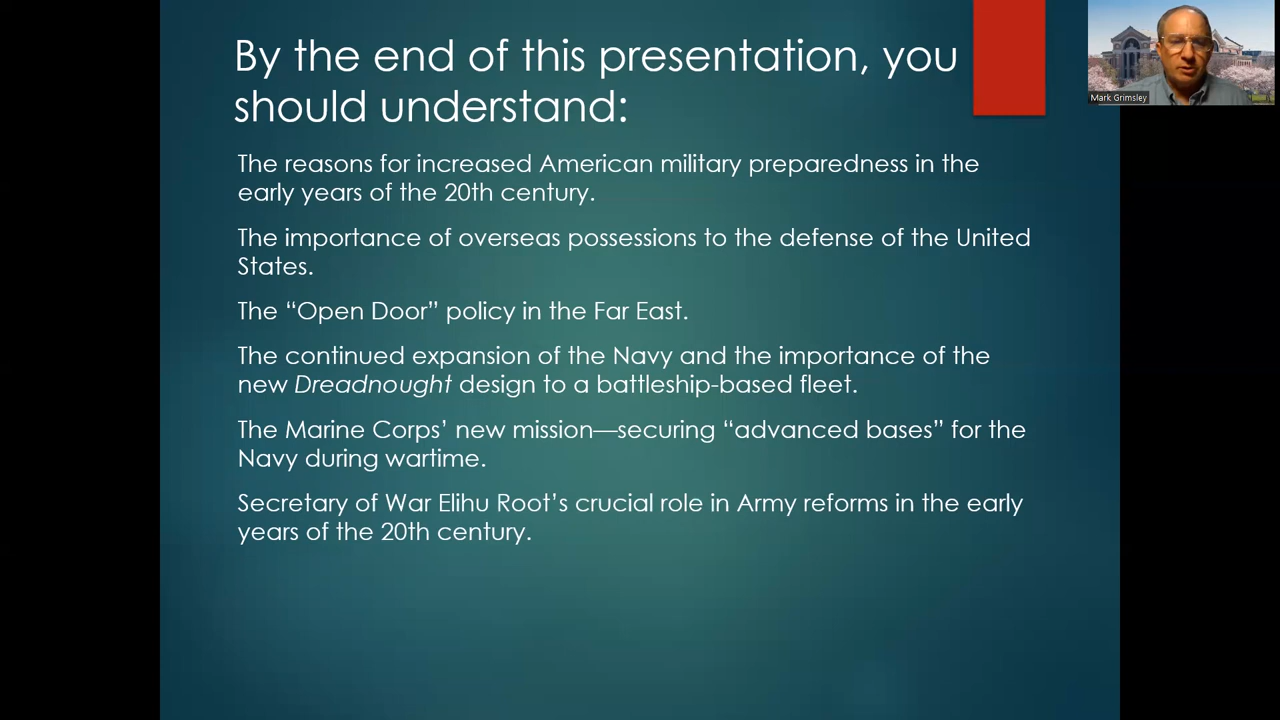 By the end of this presentation, you
should understand:
Mark Grimsley
The reasons for increased American military preparedness in the
early years of the 20th century.
The importance of overseas possessions to the defense of the United
States.
The “Open Door” policy in the Far East.
The continued expansion of the Navy and the importance of the
new Dreadnought design to a battleship-based fleet.
The Marine Corps’ new mission—securing “advanced bases” for the
Navy during wartime.
Secretary of War Elihu Root’s crucial role in Army reforms in the early
years of the 20th century.